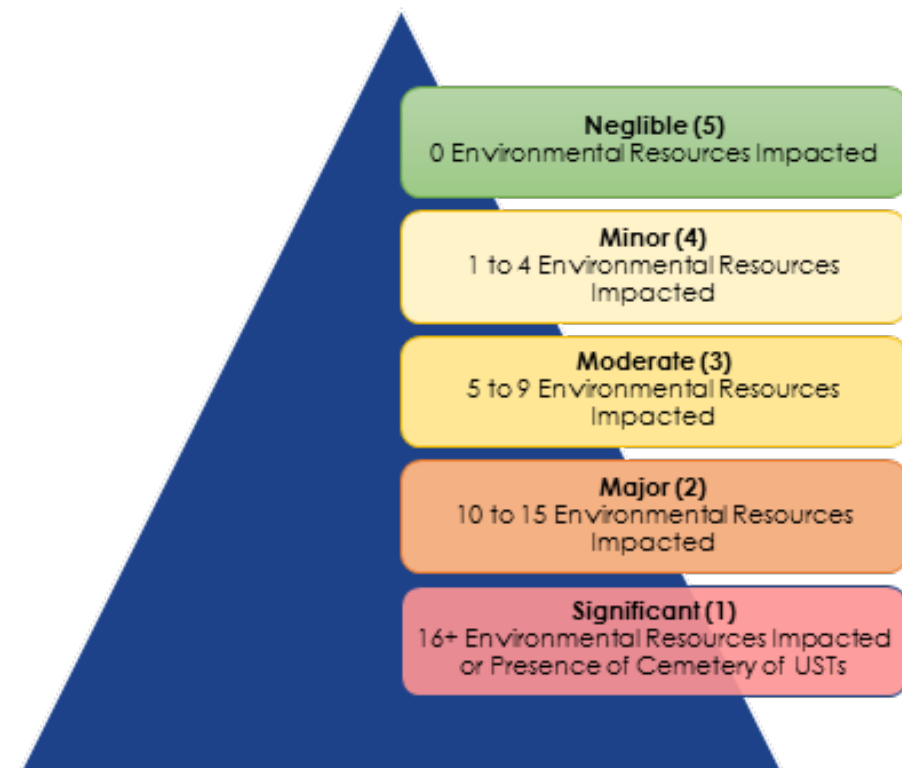 Neglible (5)
0 Environmental Resources Impacted
Minor (4)
1 to 4 Environmental Resources
Impacted
Moderate (3)
5 to 9 Environmental Resources
Impacted
Major (2)
10 to 15 Environmental Resources
Impacted
Significant (1)
16+ Environmental Resources Impacted
or Presence of Cemetery of USTs